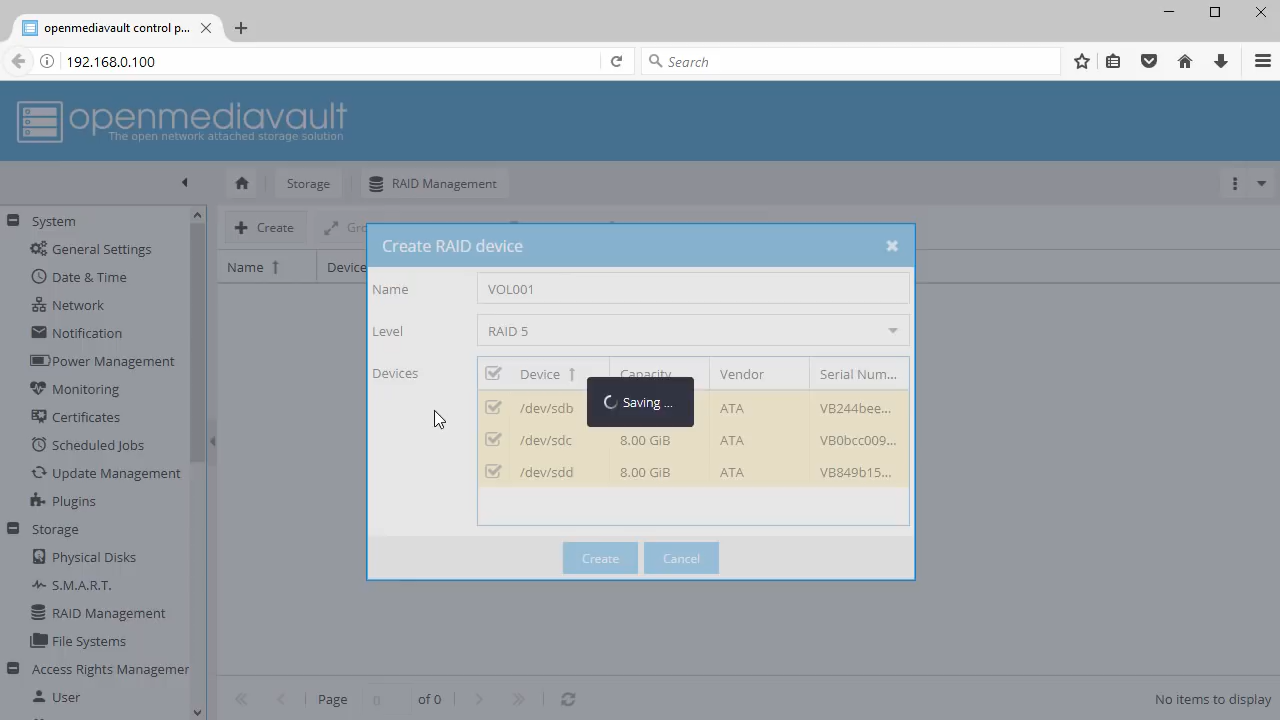 openmediavault control p...
192.168.0.100
Search
openmediavault
The open network attached storage solution
Storage
RAID Management
System
General Settings
Date & Time
Network
Notification
Power Management
Monitoring
Certificates
Scheduled Jobs
Update Management
Plugins
Storage
Physical Disks
S.M.A.R.T.
RAID Management
File Systems
Access Rights Managemen
User
Create
Name
Device
Create RAID device
Name
VOL001
Level
RAID 5
Devices
Device
Capacity
Vendor
Serial Num...
/dev/sdb
ATA
VB244bee...
/dev/sdc
8.00 GiB
ATA
VB0bcc009...
/dev/sdd
8.00 GiB
ATA
VB849b15...
Saving ...
Create
Cancel
Page
0
of 0
No items to display